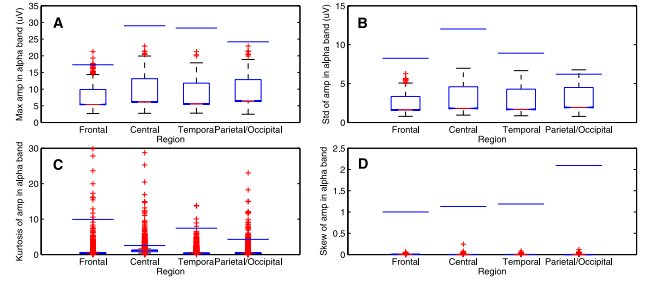 A
Max amp in alpha band (uV)
35
30
25
20
15
10
5
0
Frontal Central Temporal Parietal/Occipital
Region
B
Std of amp in alpha band (uV)
15
10
5
0
Frontal Central Temporal Parietal/Occipital
Region
C
Kurtosis of amp in alpha band
30
20
10
0
Frontal Central Temporal Parietal/Occipital
Region
D
Skew of amp in alpha band
2.5
2
1.5
1
0.5
0
Frontal Central Temporal Parietal/Occipital
Region